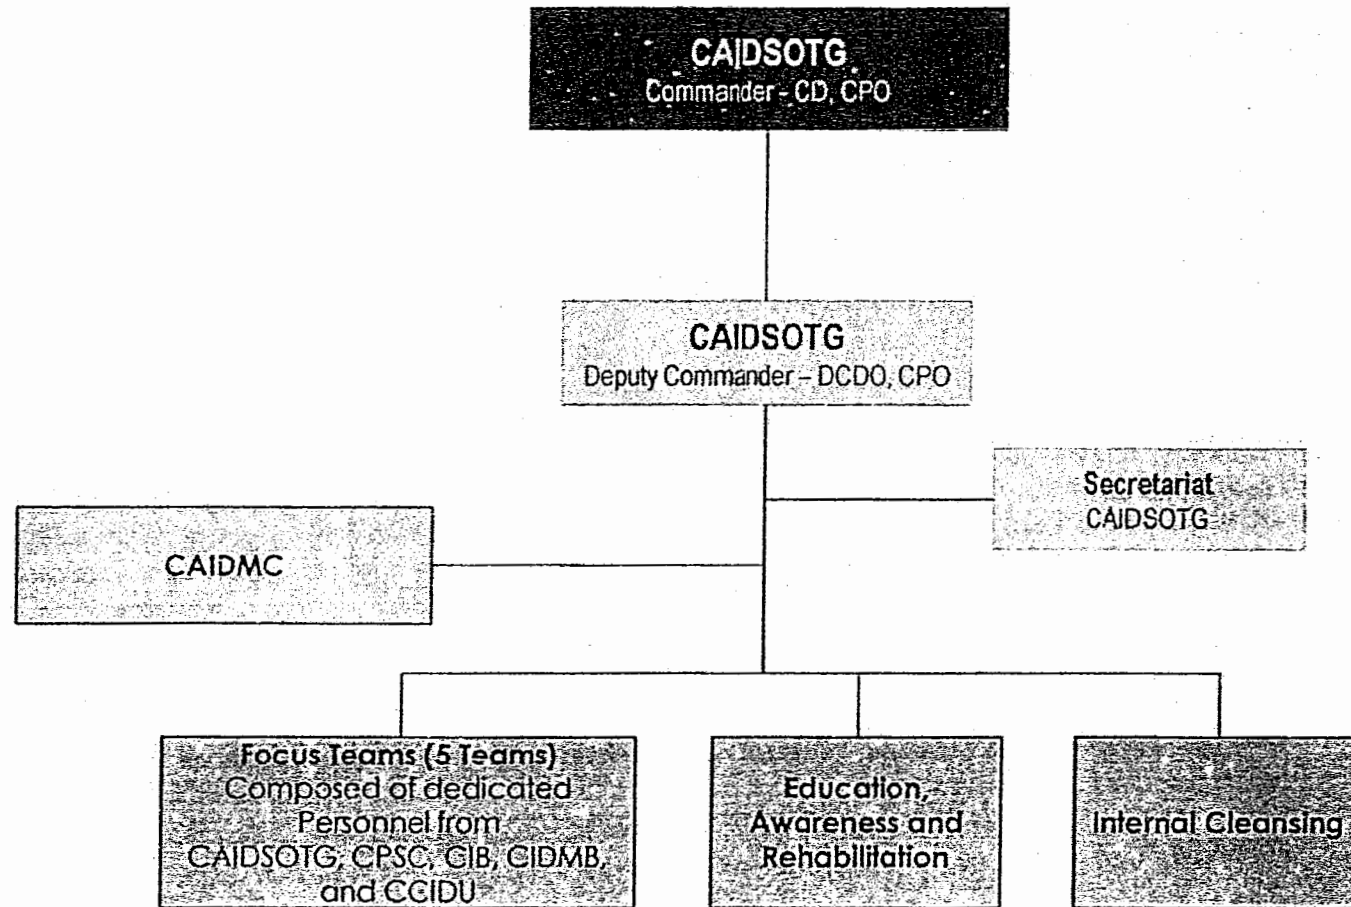 CAIDSOTG
Commander - CD, CPO
CAIDSOTG
Deputy Commander – DCDO, CPO
Secretariat
CAIDSOTG
CAIDMC
Focus Teams (5 Teams)
Composed of dedicated
Personnel from
CAIDSOTG, CPSC, CIB, CIDMB,
and CCIDU
Education,
Awareness and
Rehabilitation
Internal Cleansing